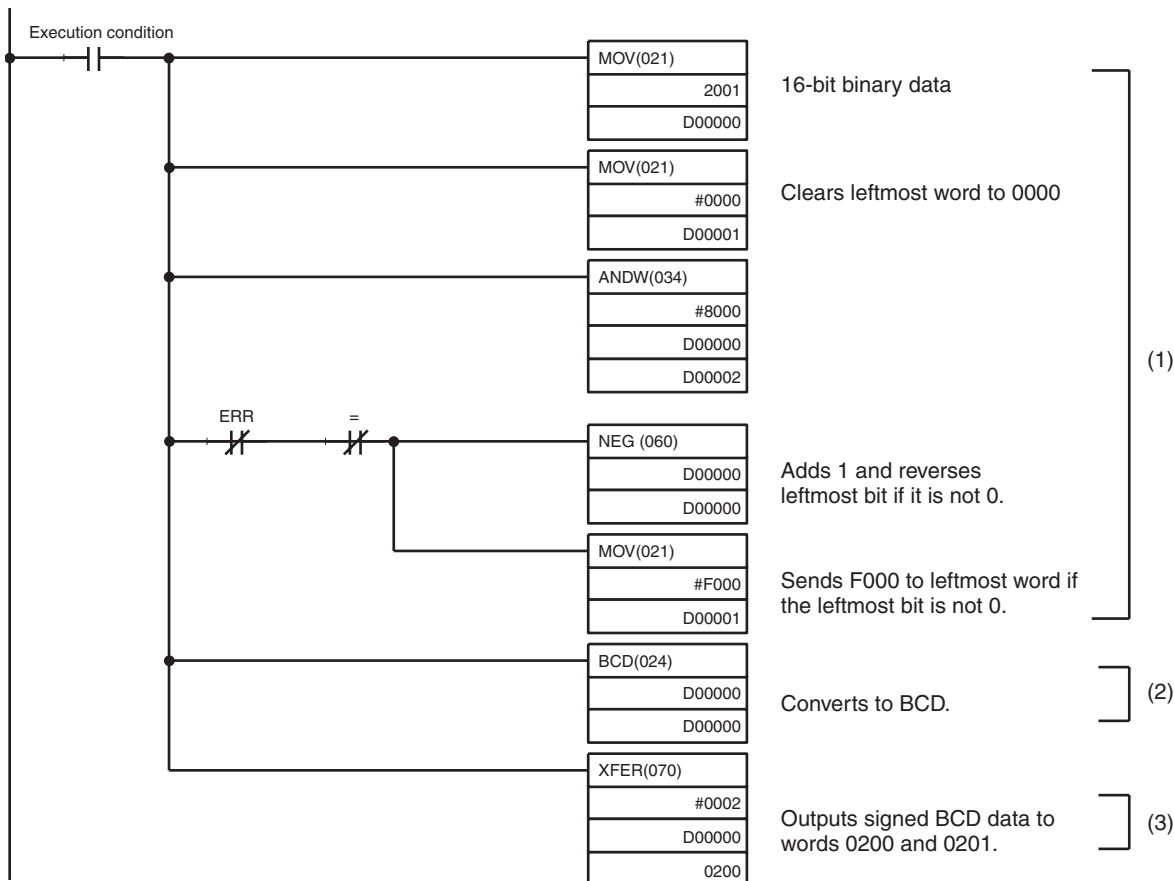 Execution condition
MOV(021)
2001
D00000
16-bit binary data
MOV(021)
#0000
D00001
Clears leftmost word to 0000
ANDW(034)
#8000
D00000
D00002
(1)
ERR
=
NEG (060)
D00000
D00000
Adds 1 and reverses
leftmost bit if it is not 0.
MOV(021)
#F000
D00001
Sends F000 to leftmost word if
the leftmost bit is not 0.
BCD(024)
D00000
D00000
Converts to BCD.
(2)
XFER(070)
#0002
D00000
0200
Outputs signed BCD data to
words 0200 and 0201.
(3)